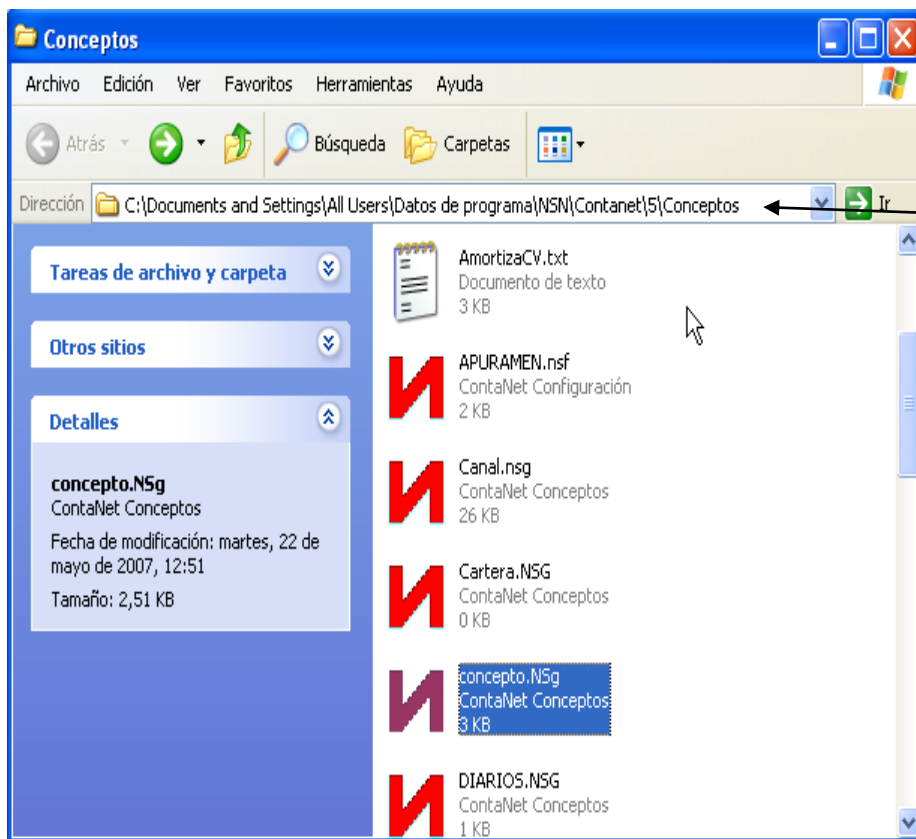 Conceptos
Archivo Edición Ver Favoritos Herramientas Ayuda
Atrás Búsqueda Carpetas
Dirección C:\Documents and Settings\All Users\Datos de programa\NSN\Contanet\5\Conceptos Ir
Tareas de archivo y carpeta
Otros sitios
Detalles
concepto.NSg
ContaNet Conceptos
Fecha de modificación: martes, 22 de
mayo de 2007, 12:51
Tamaño: 2,51 KB
AmortizaCV.txt
Documento de texto
3 KB
APURAMEN.nsf
ContaNet Configuración
2 KB
Canal.nsg
ContaNet Conceptos
26 KB
Cartera.NSG
ContaNet Conceptos
0 KB
concepto.NSg
ContaNet Conceptos
3 KB
DIARIOS.NSG
ContaNet Conceptos
1 KB